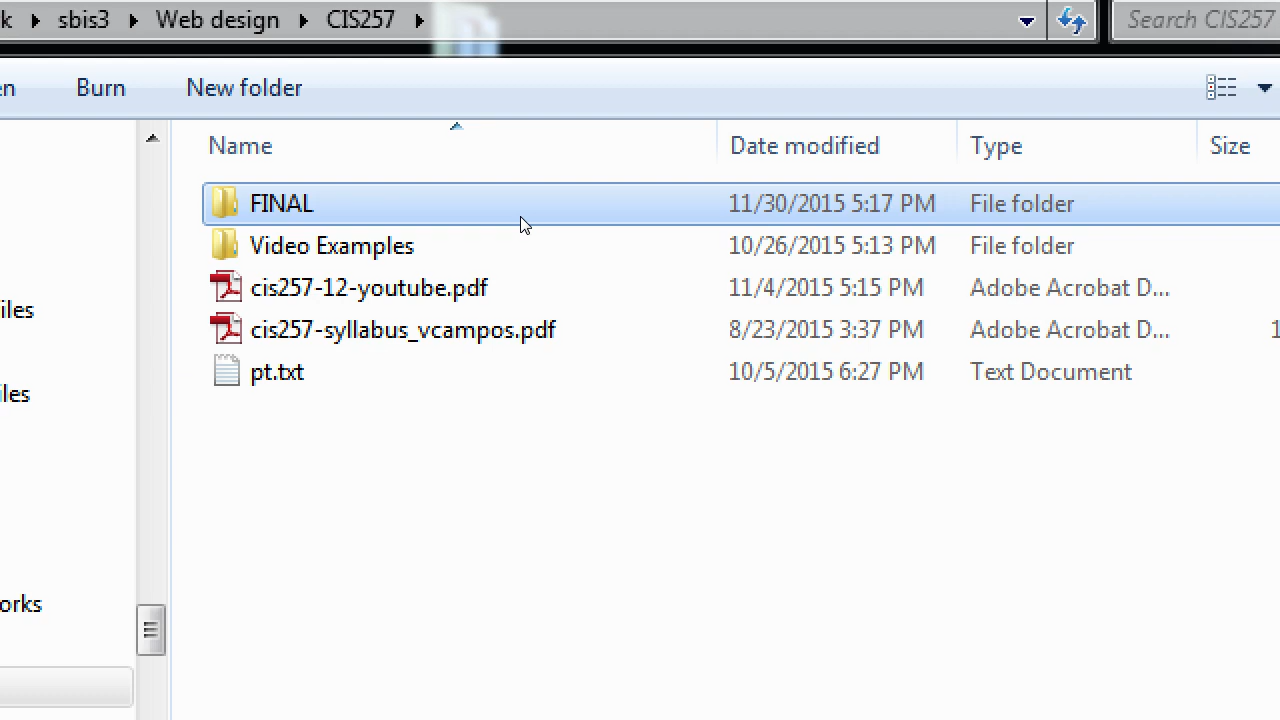 k sbis3 Web design CIS257 Search CIS257
en Burn New folder
Name Date modified Type Size
FINAL 11/30/2015 5:17 PM File folder
Video Examples 10/26/2015 5:13 PM File folder
cis257-12-youtube.pdf 11/4/2015 5:15 PM Adobe Acrobat D...
iles
cis257-syllabus_vcampos.pdf 8/23/2015 3:37 PM Adobe Acrobat D... 1
pt.txt 10/5/2015 6:27 PM Text Document
iles
orks